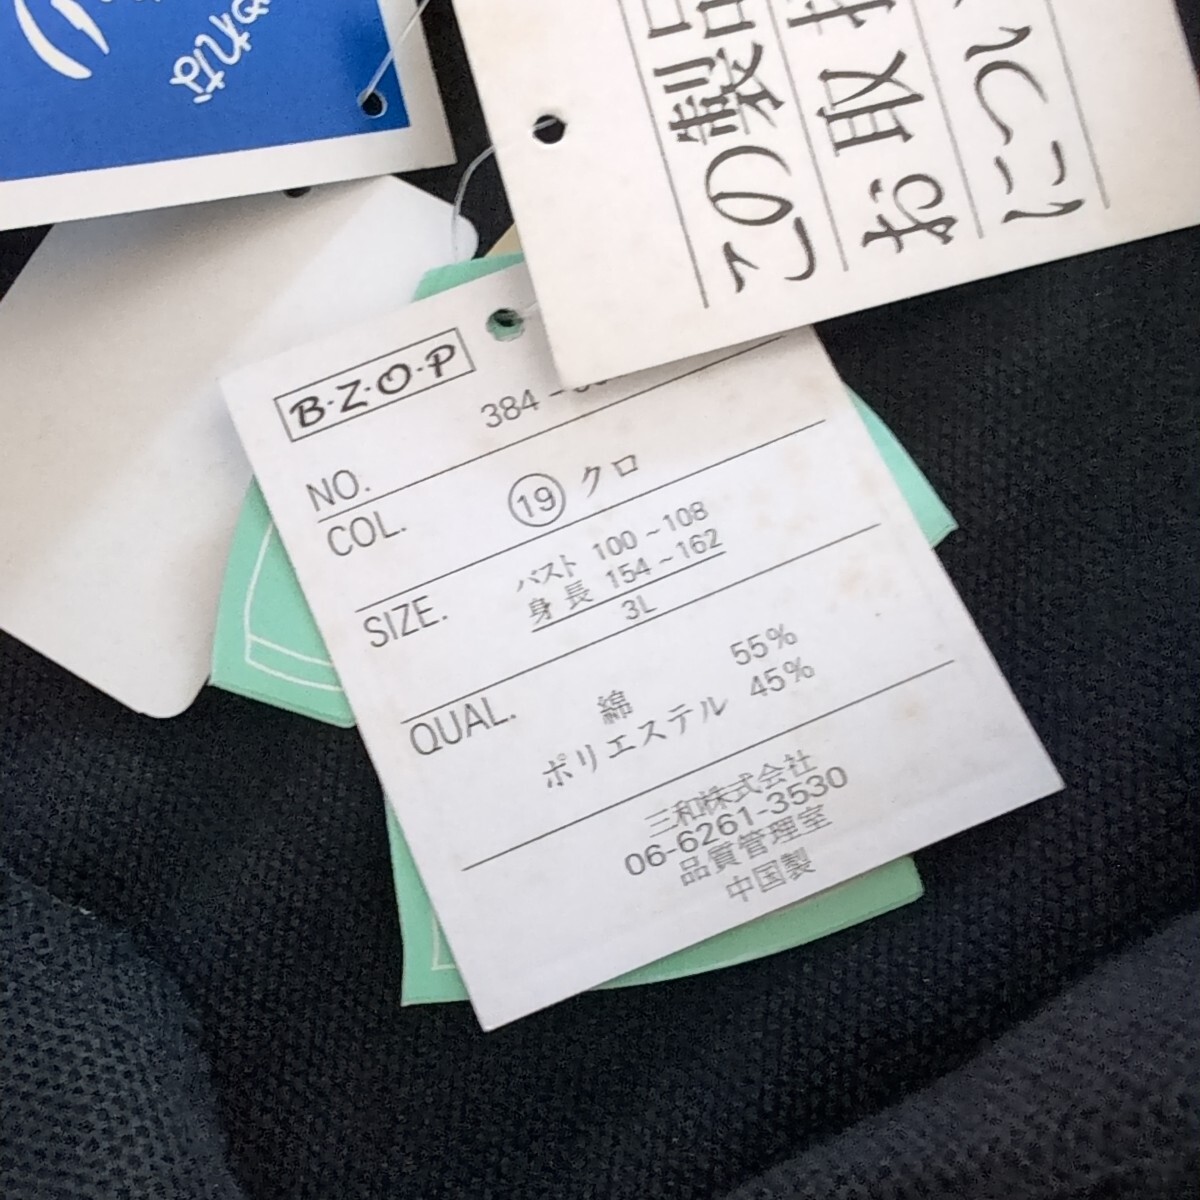 B·Z·O·P
NO. 384-
COL. ⑲ クロ
SIZE. バスト 100~108
身長 154~162
3L
QUAL. 綿 55%
ポリエステル 45%
三和株式会社
06-6261-3530
品質管理室
中国製
この製品
お取